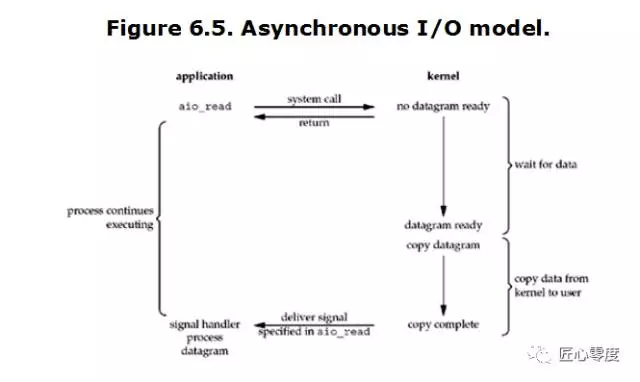 Figure 6.5. Asynchronous I/O model.
application
kernel
aio_read
system call
return
no datagram ready
wait for data
process continues
executing
datagram ready
copy datagram
copy data from
kernel to user
deliver signal
specified in aio_read
copy complete
signal handler
process
datagram
匠心零度